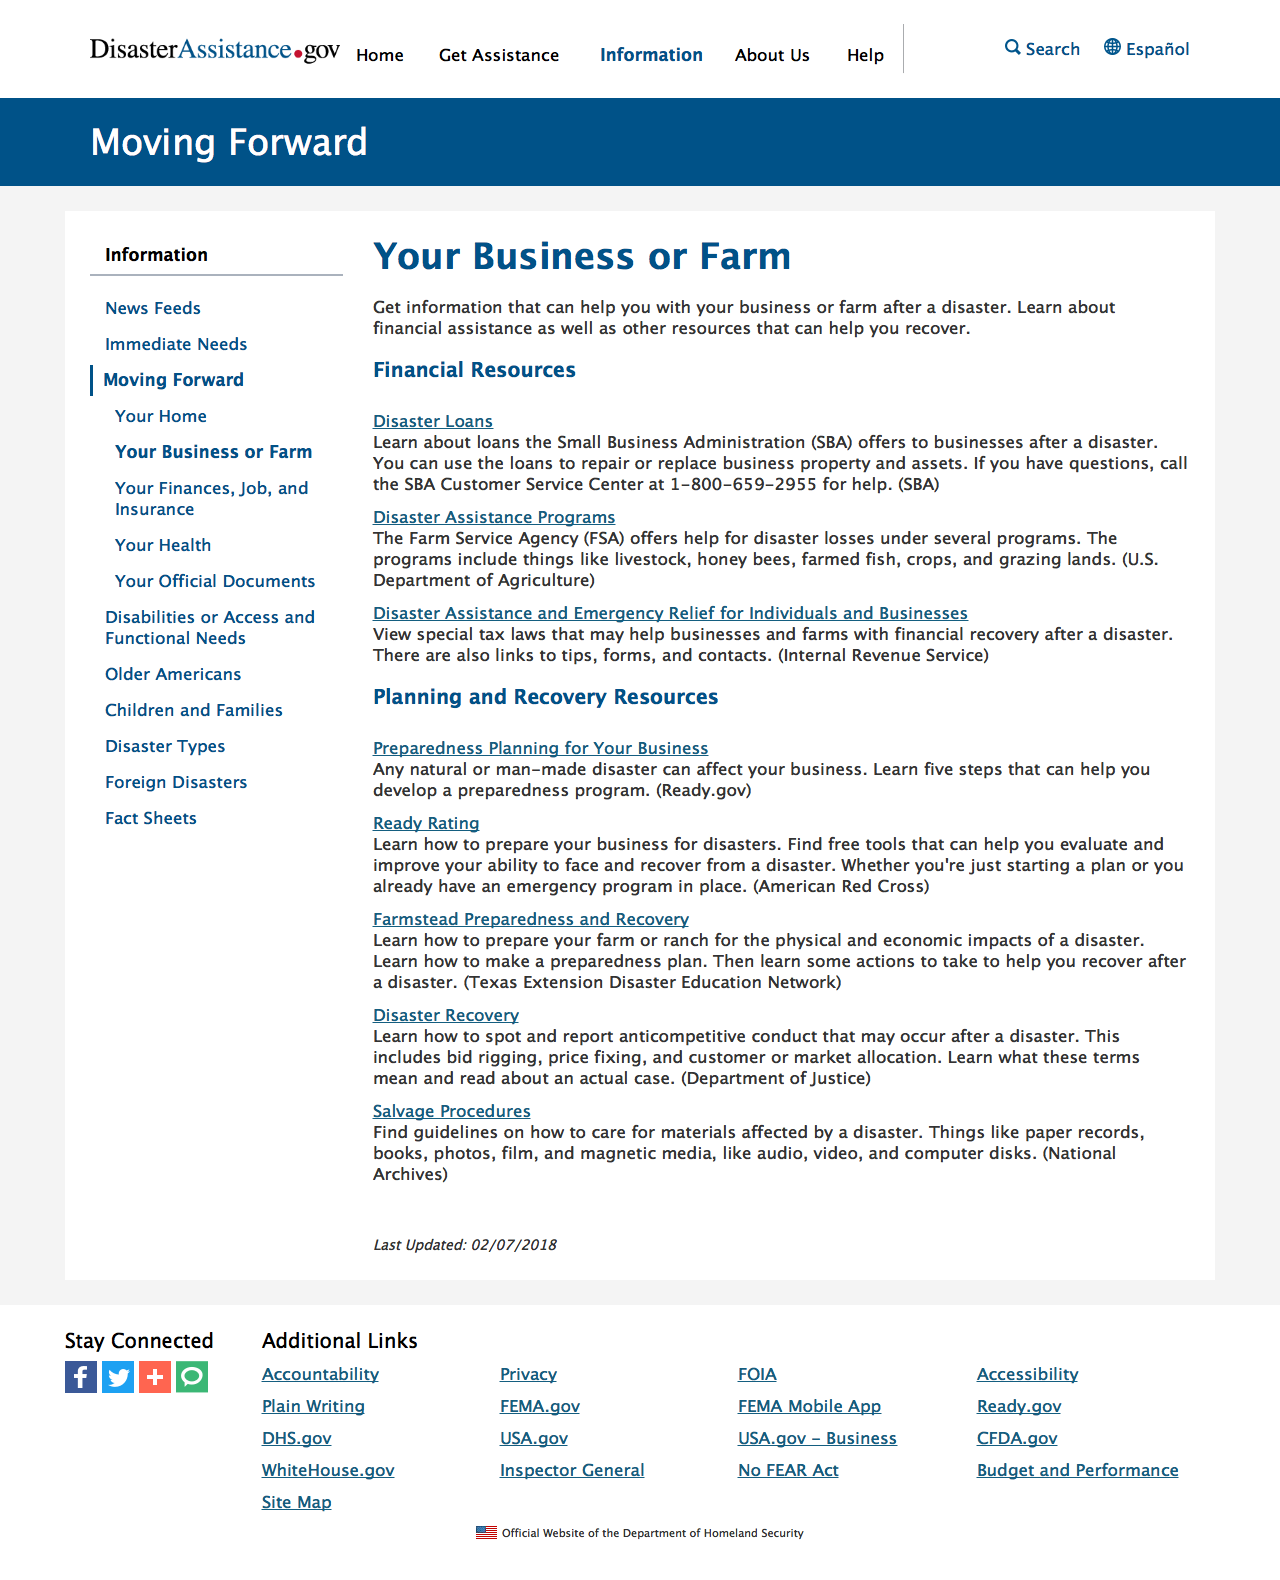 DisasterAssistance.gov
Home
Get Assistance
Information
About Us
Help
Search
Español
Moving Forward
Information
News Feeds
Immediate Needs
Moving Forward
Your Home
Your Business or Farm
Your Finances, Job, and
Insurance
Your Health
Your Official Documents
Disabilities or Access and
Functional Needs
Older Americans
Children and Families
Disaster Types
Foreign Disasters
Fact Sheets
Your Business or Farm
Get information that can help you with your business or farm after a disaster. Learn about
financial assistance as well as other resources that can help you recover.
Financial Resources
Disaster Loans
Learn about loans the Small Business Administration (SBA) offers to businesses after a disaster.
You can use the loans to repair or replace business property and assets. If you have questions, call
the SBA Customer Service Center at 1-800-659-2955 for help. (SBA)
Disaster Assistance Programs
The Farm Service Agency (FSA) offers help for disaster losses under several programs. The
programs include things like livestock, honey bees, farmed fish, crops, and grazing lands. (U.S.
Department of Agriculture)
Disaster Assistance and Emergency Relief for Individuals and Businesses
View special tax laws that may help businesses and farms with financial recovery after a disaster.
There are also links to tips, forms, and contacts. (Internal Revenue Service)
Planning and Recovery Resources
Preparedness Planning for Your Business
Any natural or man-made disaster can affect your business. Learn five steps that can help you
develop a preparedness program. (Ready.gov)
Ready Rating
Learn how to prepare your business for disasters. Find free tools that can help you evaluate and
improve your ability to face and recover from a disaster. Whether you're just starting a plan or you
already have an emergency program in place. (American Red Cross)
Farmstead Preparedness and Recovery
Learn how to prepare your farm or ranch for the physical and economic impacts of a disaster.
Learn how to make a preparedness plan. Then learn some actions to take to help you recover after
a disaster. (Texas Extension Disaster Education Network)
Disaster Recovery
Learn how to spot and report anticompetitive conduct that may occur after a disaster. This
includes bid rigging, price fixing, and customer or market allocation. Learn what these terms
mean and read about an actual case. (Department of Justice)
Salvage Procedures
Find guidelines on how to care for materials affected by a disaster. Things like paper records,
books, photos, film, and magnetic media, like audio, video, and computer disks. (National
Archives)
Last Updated: 02/07/2018
Stay Connected
Additional Links
Accountability
Privacy
FOIA
Accessibility
Plain Writing
FEMA.gov
FEMA Mobile App
Ready.gov
DHS.gov
USA.gov
USA.gov - Business
CFDA.gov
WhiteHouse.gov
Inspector General
No FEAR Act
Budget and Performance
Site Map
Official Website of the Department of Homeland Security